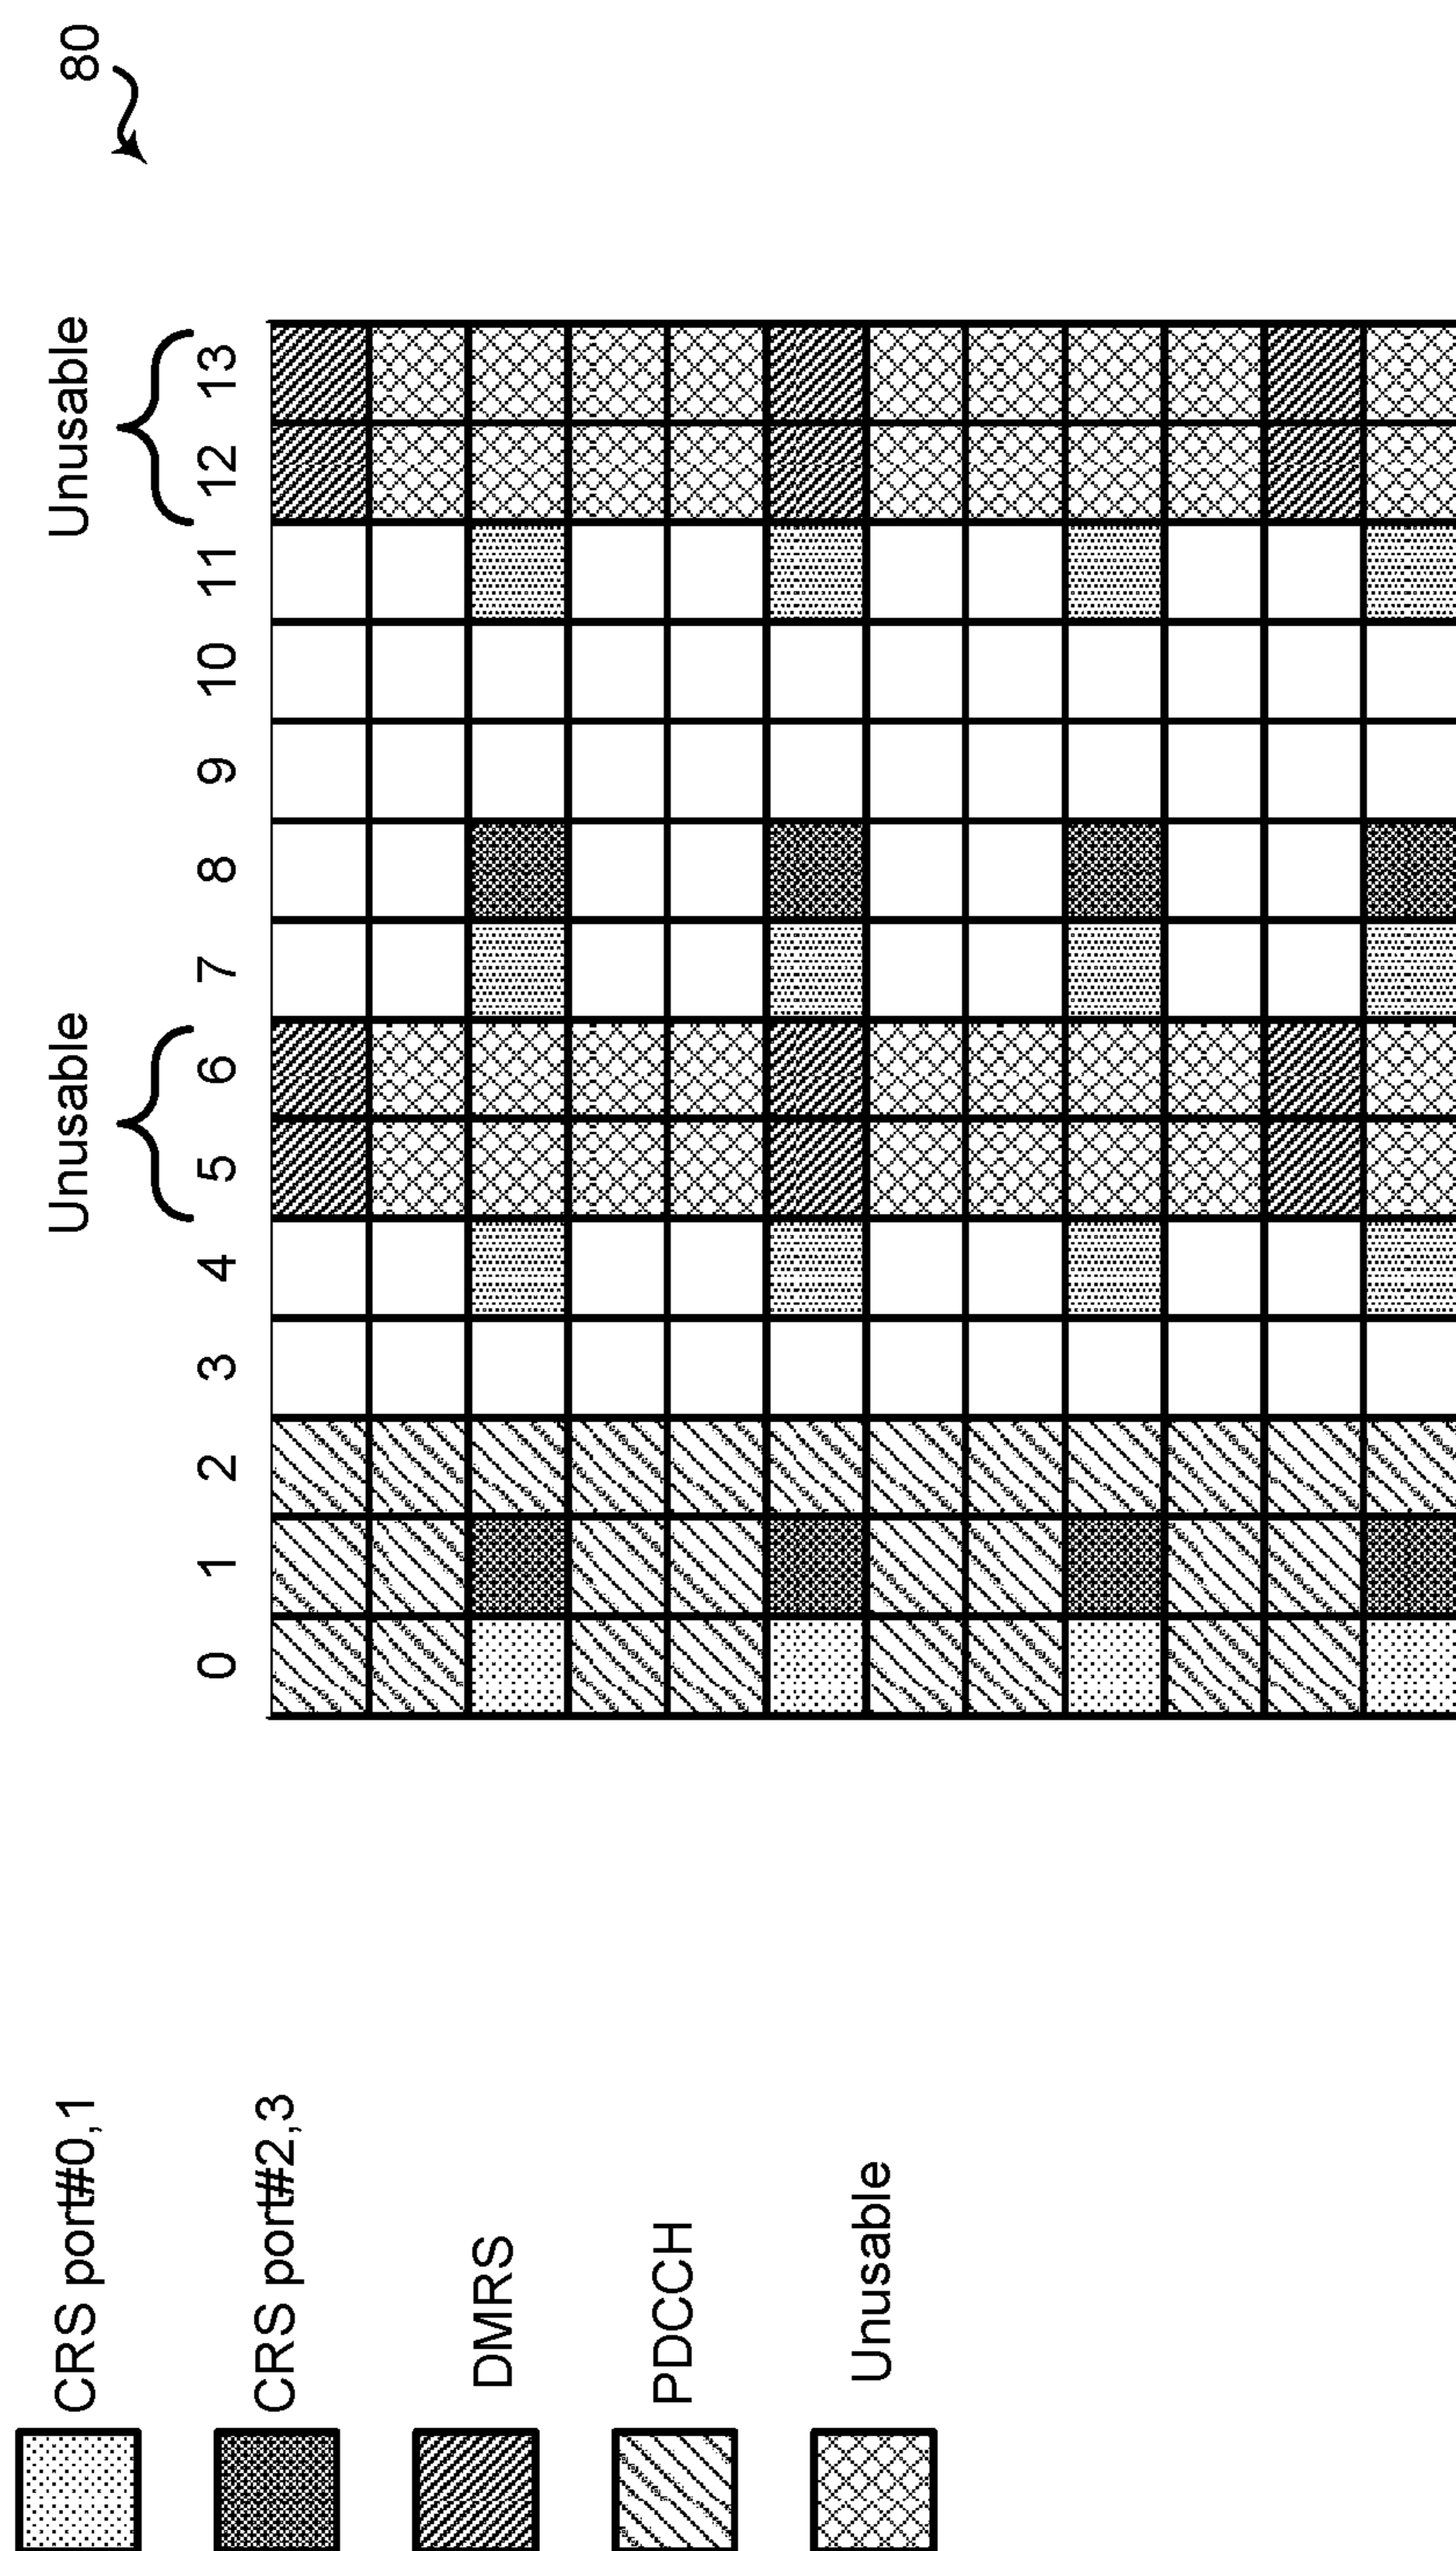 80
Unusable
Unusable
0 1 2 3 4 5 6 7 8 9 10 11 12 13
CRS port#0,1
CRS port#2,3
DMRS
PDCCH
Unusable